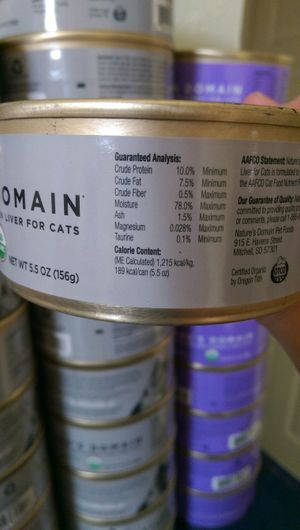 DOMAIN
OMAIN
LIVER FOR CATS
NET WT 5.5 OZ (156g)
Guaranteed Analysis:
Crude Protein 10.0% Minimum
Crude Fat 7.5% Minimum
Crude Fiber 0.5% Maximum
Moisture 78.0% Maximum
Ash 1.5% Maximum
Magnesium 0.028% Maximum
Taurine 0.1% Minimum
Calorie Content:
(ME Calculated) 1,215 kcal/kg,
189 kcal/can (5.5 oz)
AAFCO Statement: Nature's
Liver for Cats is formulated to
the AAFCO Cat Food Nutrie
Our Guarantee of Quality:
committed to providing
or comments, please call
Nature's Domain Pet Foods
915 E. Havens Street
Mitchell, SD 57301
OTCO
Certified Organic
by Oregon Tilth
DOMAIN